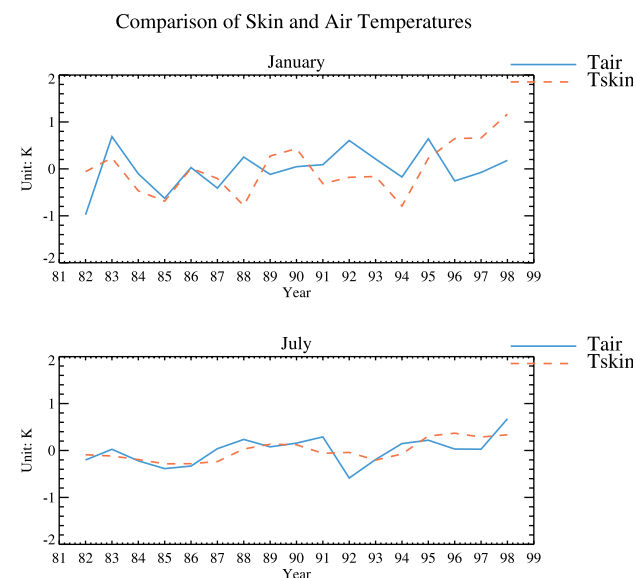 Comparison of Skin and Air Temperatures
January
Tair
Tskin
2
1
0
-1
-2
Unit: K
81 82 83 84 85 86 87 88 89 90 91 92 93 94 95 96 97 98 99
Year
July
Tair
Tskin
2
1
0
-1
-2
Unit: K
81 82 83 84 85 86 87 88 89 90 91 92 93 94 95 96 97 98 99
Year